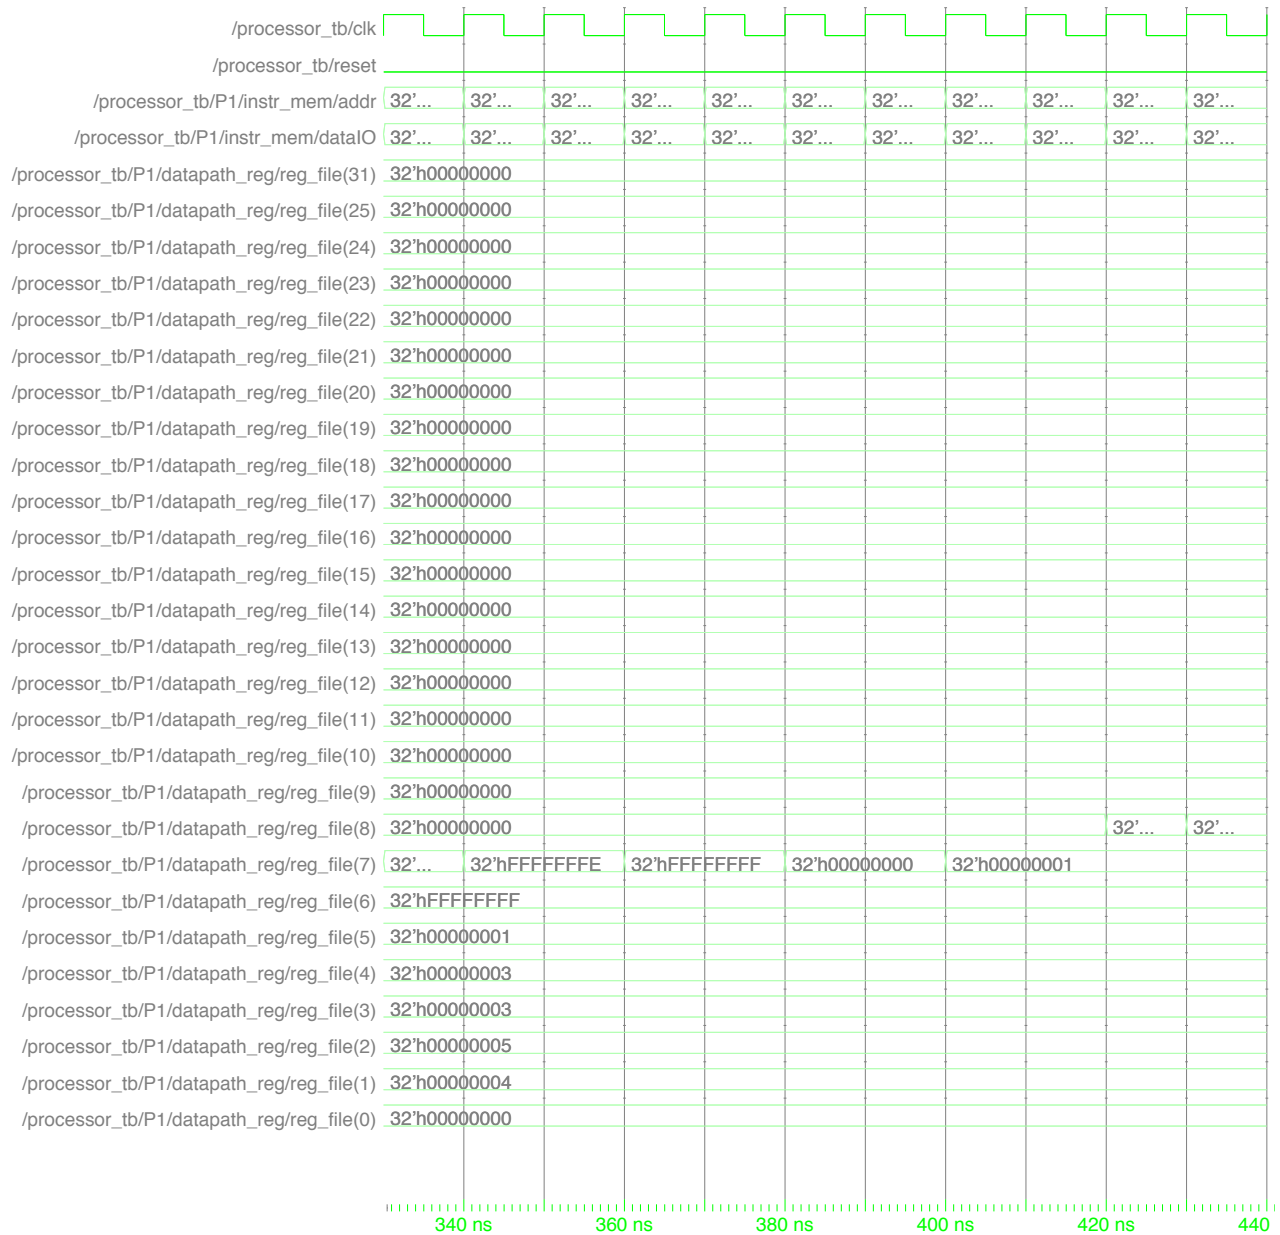 /processor_tb/clk
/processor_tb/reset
/processor_tb/P1/instr_mem/addr 32'... 32'... 32'... 32'... 32'... 32'... 32'... 32'... 32'... 32'... 32'...
/processor_tb/P1/instr_mem/dataIO 32'... 32'... 32'... 32'... 32'... 32'... 32'... 32'... 32'... 32'... 32'...
/processor_tb/P1/datapath_reg/reg_file(31) 32'h00000000
/processor_tb/P1/datapath_reg/reg_file(25) 32'h00000000
/processor_tb/P1/datapath_reg/reg_file(24) 32'h00000000
/processor_tb/P1/datapath_reg/reg_file(23) 32'h00000000
/processor_tb/P1/datapath_reg/reg_file(22) 32'h00000000
/processor_tb/P1/datapath_reg/reg_file(21) 32'h00000000
/processor_tb/P1/datapath_reg/reg_file(20) 32'h00000000
/processor_tb/P1/datapath_reg/reg_file(19) 32'h00000000
/processor_tb/P1/datapath_reg/reg_file(18) 32'h00000000
/processor_tb/P1/datapath_reg/reg_file(17) 32'h00000000
/processor_tb/P1/datapath_reg/reg_file(16) 32'h00000000
/processor_tb/P1/datapath_reg/reg_file(15) 32'h00000000
/processor_tb/P1/datapath_reg/reg_file(14) 32'h00000000
/processor_tb/P1/datapath_reg/reg_file(13) 32'h00000000
/processor_tb/P1/datapath_reg/reg_file(12) 32'h00000000
/processor_tb/P1/datapath_reg/reg_file(11) 32'h00000000
/processor_tb/P1/datapath_reg/reg_file(10) 32'h00000000
/processor_tb/P1/datapath_reg/reg_file(9) 32'h00000000
/processor_tb/P1/datapath_reg/reg_file(8) 32'h00000000 32'... 32'...
/processor_tb/P1/datapath_reg/reg_file(7) 32'... 32'hFFFFFFFE 32'hFFFFFFFF 32'h00000000 32'h00000001
/processor_tb/P1/datapath_reg/reg_file(6) 32'hFFFFFFFF
/processor_tb/P1/datapath_reg/reg_file(5) 32'h00000001
/processor_tb/P1/datapath_reg/reg_file(4) 32'h00000003
/processor_tb/P1/datapath_reg/reg_file(3) 32'h00000003
/processor_tb/P1/datapath_reg/reg_file(2) 32'h00000005
/processor_tb/P1/datapath_reg/reg_file(1) 32'h00000004
/processor_tb/P1/datapath_reg/reg_file(0) 32'h00000000
340 ns 360 ns 380 ns 400 ns 420 ns 440